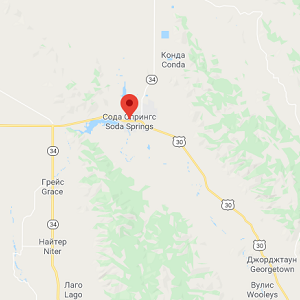 Конда
Conda
34
Сода Спрингс
Soda Springs
30
34
Грейс
Grace
30
34
Найтер
Niter
30
Джорджтаун
Georgetown
Лаго
Lago
Вулис
Wooleys